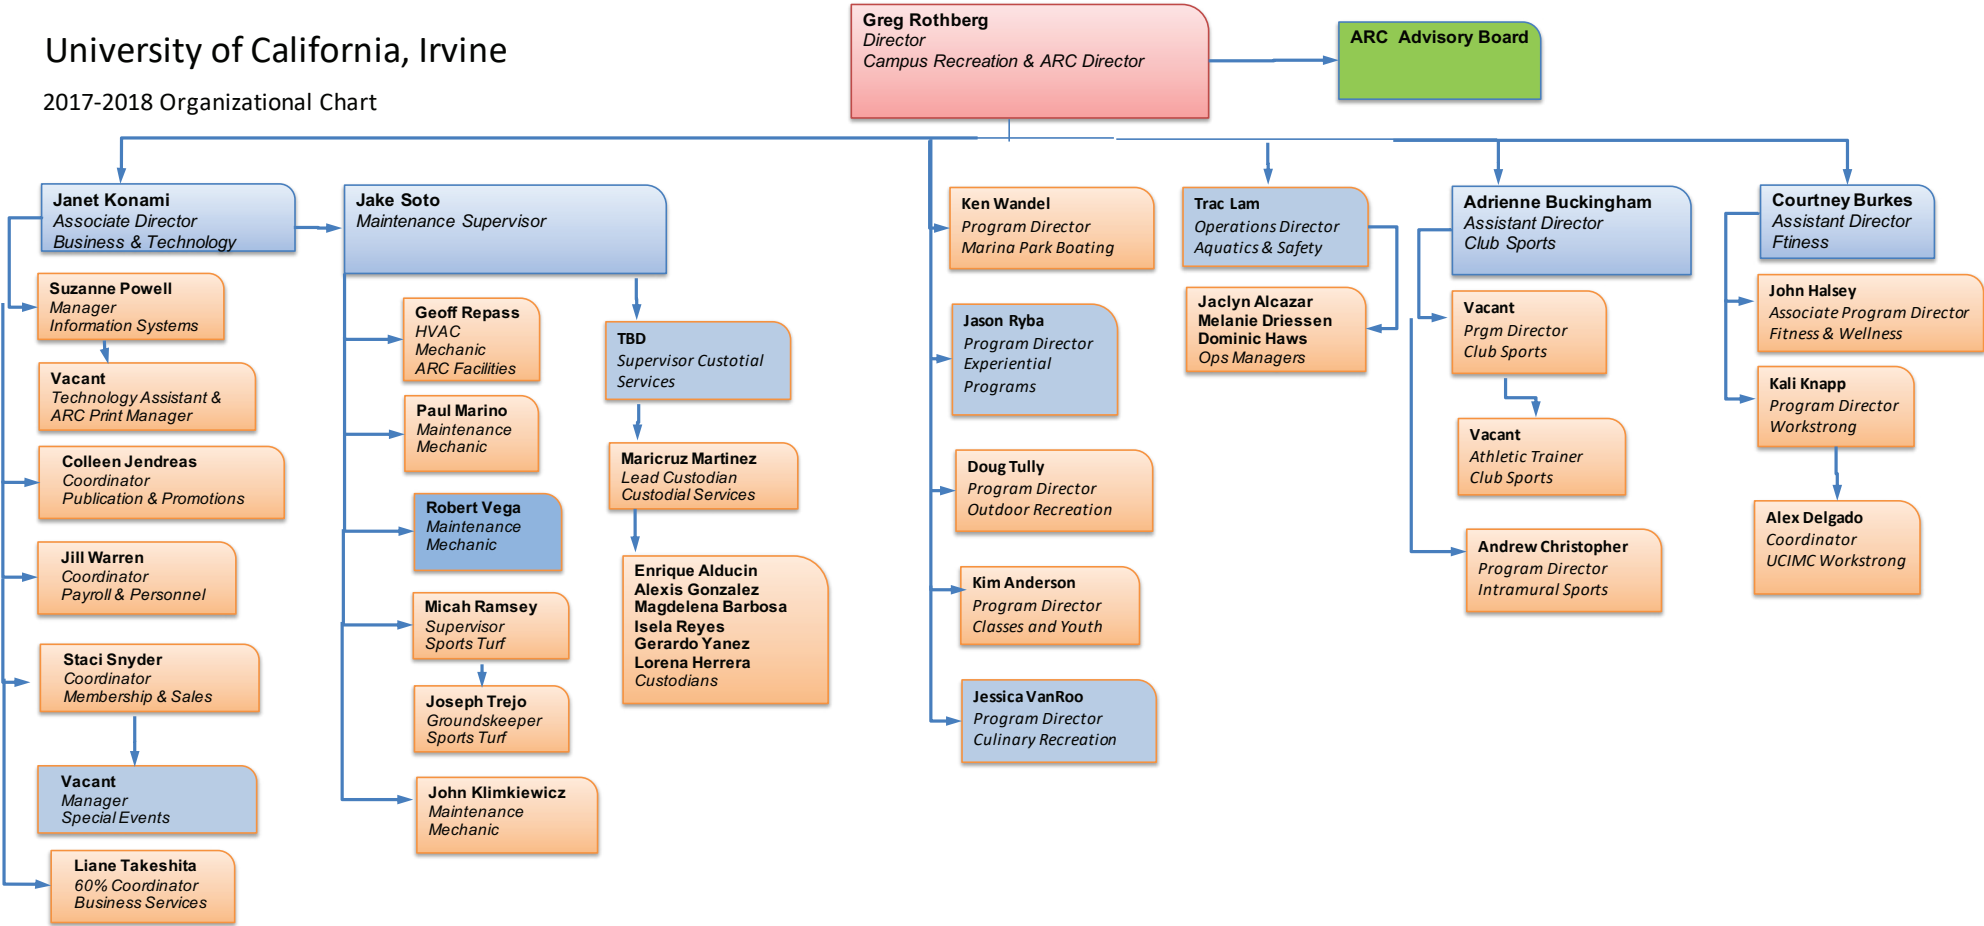 University of California, Irvine
2017-2018 Organizational Chart
Greg Rothberg
Director
Campus Recreation & ARC Director
ARC Advisory Board
Janet Konami
Associate Director
Business & Technology
Suzanne Powell
Manager
Information Systems
Vacant
Technology Assistant &
ARC Print Manager
Colleen Jendreas
Coordinator
Publication & Promotions
Jill Warren
Coordinator
Payroll & Personnel
Staci Snyder
Coordinator
Membership & Sales
Vacant
Manager
Special Events
Liane Takeshita
60% Coordinator
Business Services
Jake Soto
Maintenance Supervisor
Geoff Repass
HVAC
Mechanic
ARC Facilities
Paul Marino
Maintenance
Mechanic
Robert Vega
Maintenance
Mechanic
Micah Ramsey
Supervisor
Sports Turf
Joseph Trejo
Groundskeeper
Sports Turf
John Klimkiewicz
Maintenance
Mechanic
TBD
Supervisor Custotial
Services
Maricruz Martinez
Lead Custodian
Custodial Services
Enrique Alducin
Alexis Gonzalez
Magdelena Barbosa
Isela Reyes
Gerardo Yanez
Lorena Herrera
Custodians
Ken Wandel
Program Director
Marina Park Boating
Jason Ryba
Program Director
Experiential
Programs
Doug Tully
Program Director
Outdoor Recreation
Kim Anderson
Program Director
Classes and Youth
Jessica VanRoo
Program Director
Culinary Recreation
Trac Lam
Operations Director
Aquatics & Safety
Jaclyn Alcazar
Melanie Driessen
Dominic Haws
Ops Managers
Adrienne Buckingham
Assistant Director
Club Sports
Vacant
Prgm Director
Club Sports
Vacant
Athletic Trainer
Club Sports
Andrew Christopher
Program Director
Intramural Sports
Courtney Burkes
Assistant Director
Ftiness
John Halsey
Associate Program Director
Fitness & Wellness
Kali Knapp
Program Director
Workstrong
Alex Delgado
Coordinator
UCIMC Workstrong